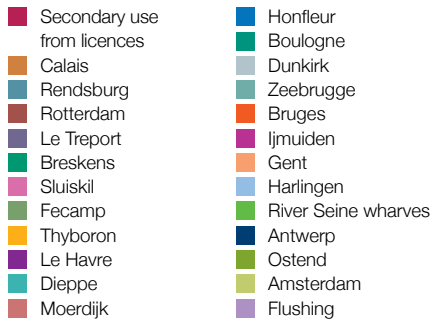 Secondary use
from licences
Calais
Rendsburg
Rotterdam
Le Treport
Breskens
Sluiskil
Fecamp
Thyboron
Le Havre
Dieppe
Moerdijk
Honfleur
Boulogne
Dunkirk
Zeebrugge
Bruges
Ijmuiden
Gent
Harlingen
River Seine wharves
Antwerp
Ostend
Amsterdam
Flushing